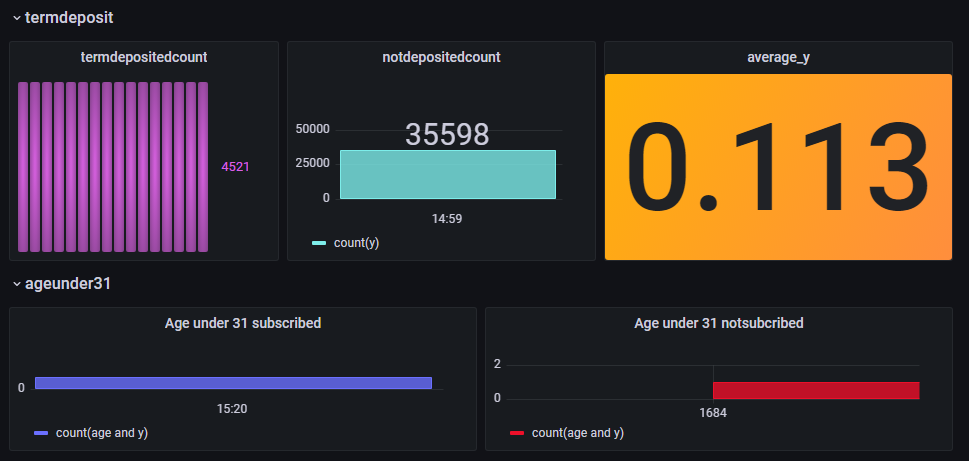 termdeposit
termdepositedcount
4521
notdepositedcount
35598
50000
25000
0
14:59
count(y)
average_y
0.113
ageunder31
Age under 31 subscribed
0
15:20
count(age and y)
Age under 31 notsubcribed
2
0
1684
count(age and y)